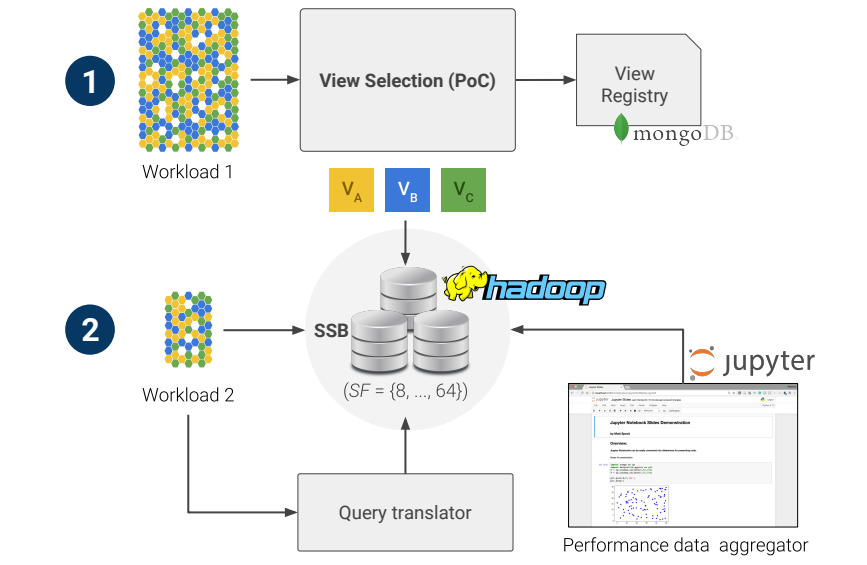 1
View Selection (PoC)
View
Registry
mongoDB
Workload 1
VA
VB
VC
hadoop
2
SSB
(SF = {8, ..., 64})
Workload 2
jupyter
Jupyter Notebook Slides Demonstration
Overview.
Query translator
Performance data aggregator